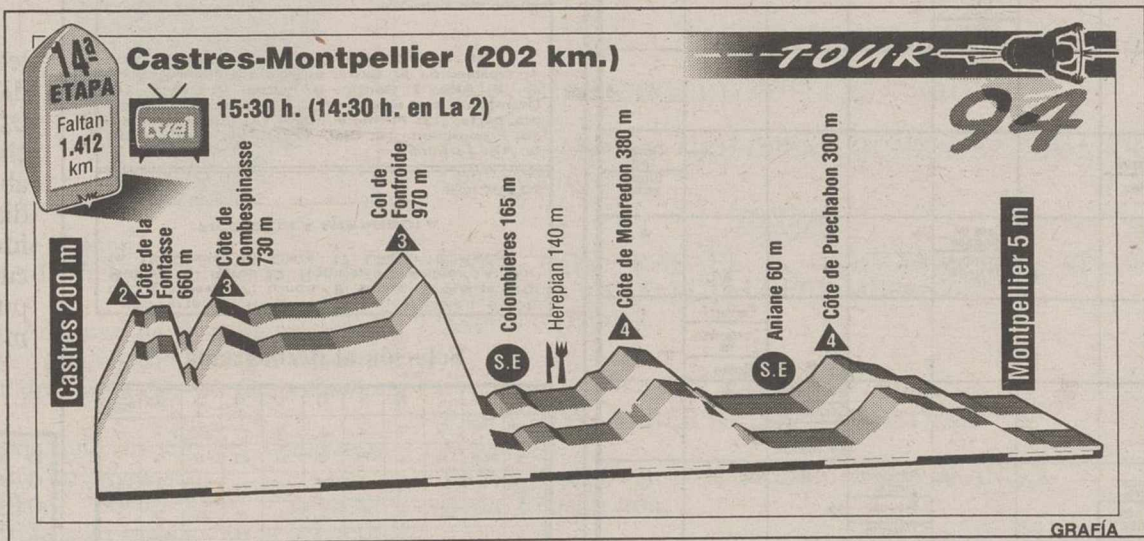 14ª
ETAPA
Faltan
1.412
km
Castres-Montpellier (202 km.)
tve1
15:30 h. (14:30 h. en La 2)
TOUR
94
Castres 200 m
2
Côte de la
Fontasse
660 m
3
Côte de
Combespinasse
730 m
Col de
Fonfroide
970 m
3
Colombieres 165 m
S.E
Herepian 140 m
Côte de Monredon 380 m
4
Aniane 60 m
S.E
Côte de Puechabon 300 m
4
Montpellier 5 m
GRAFÍA